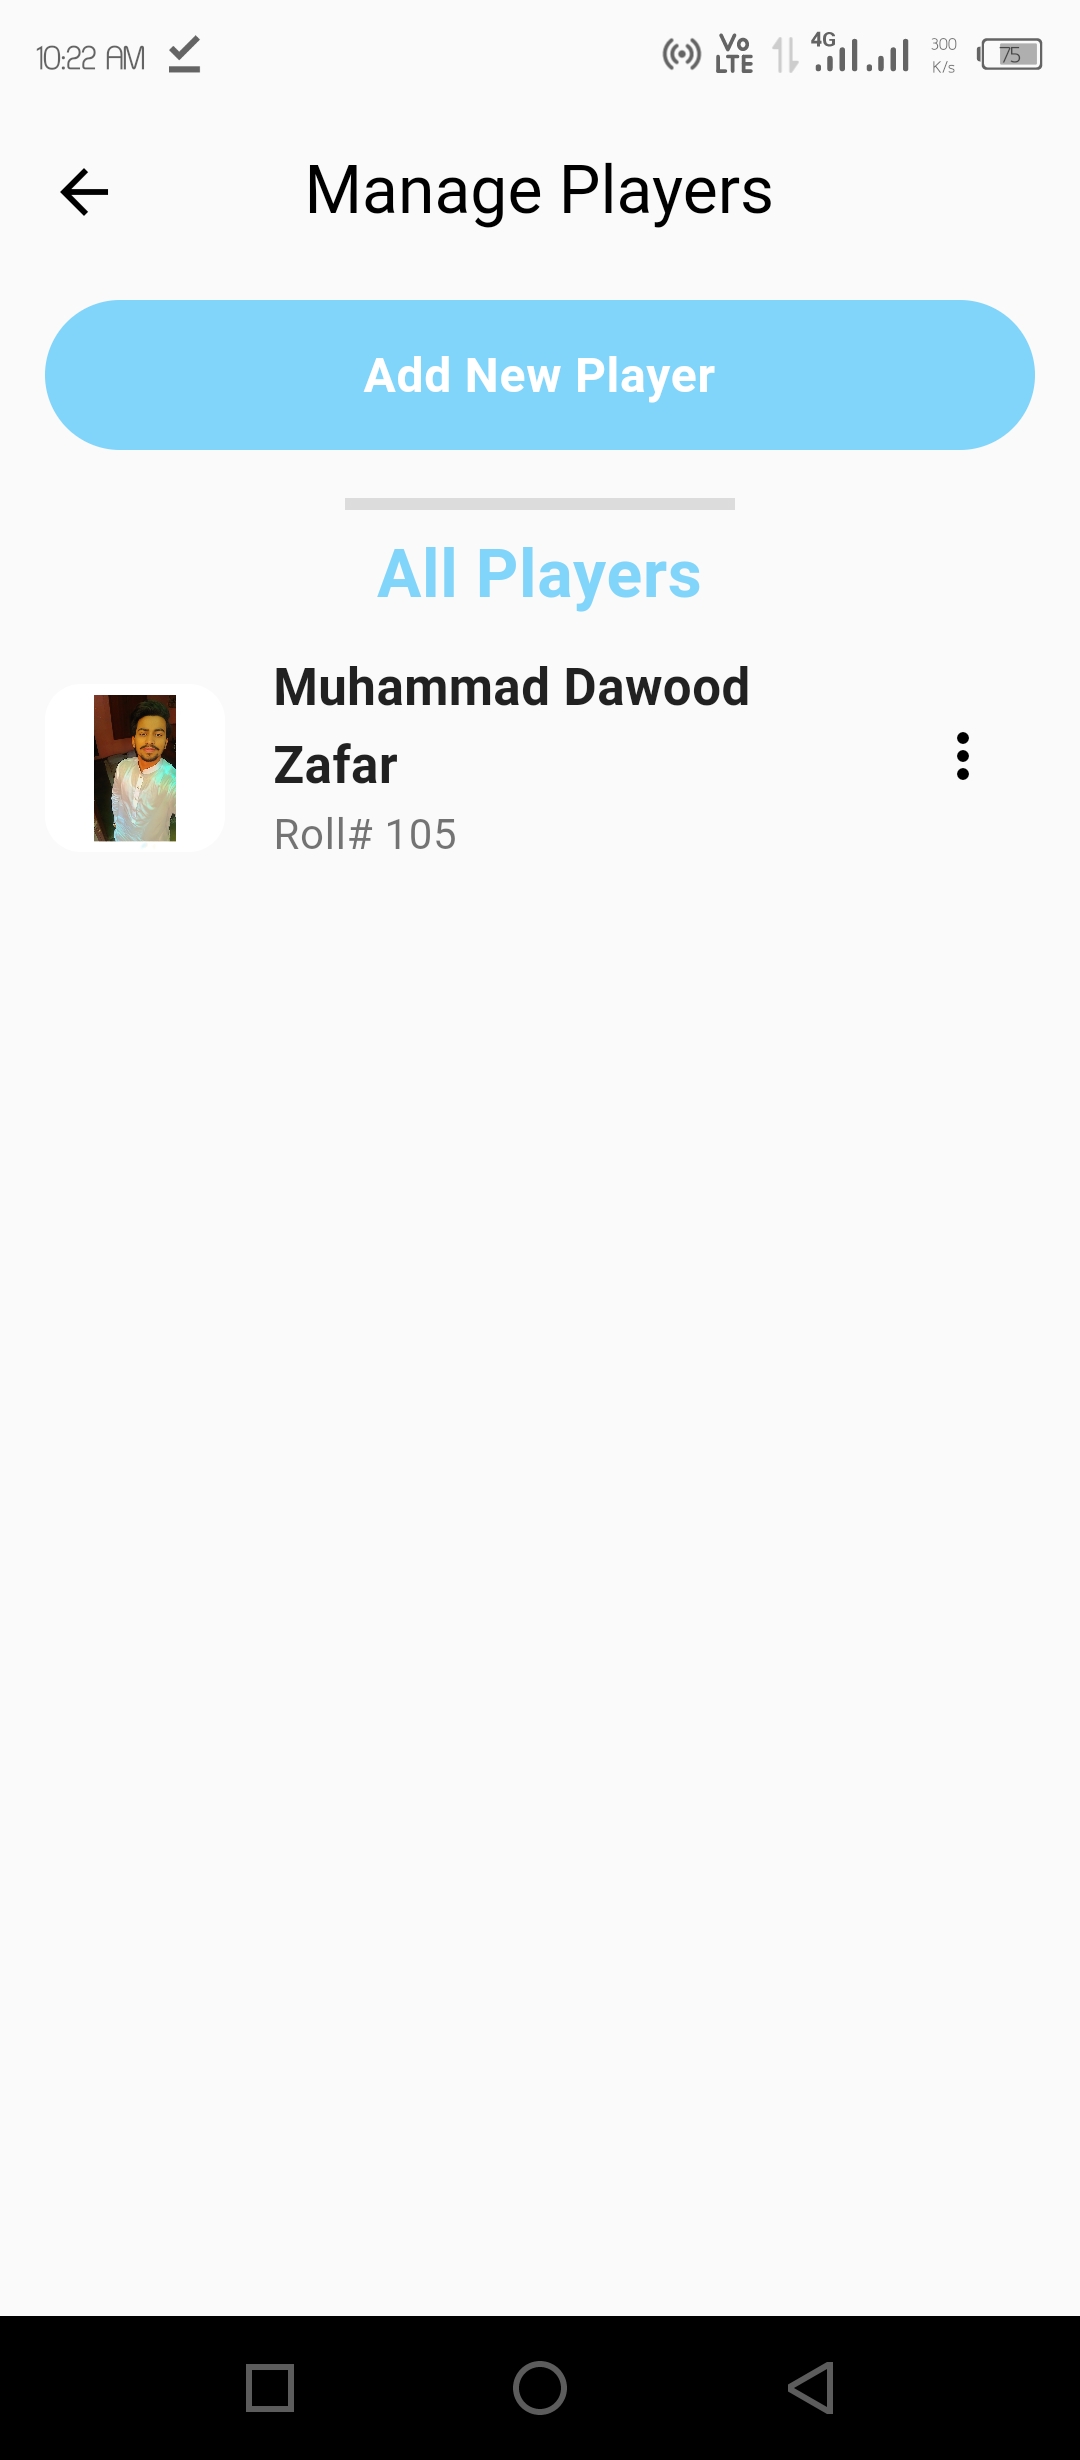 10:22 AM
Vo
LTE
4G
300
K/s
75
Manage Players
Add New Player
All Players
Muhammad Dawood
Zafar
Roll# 105